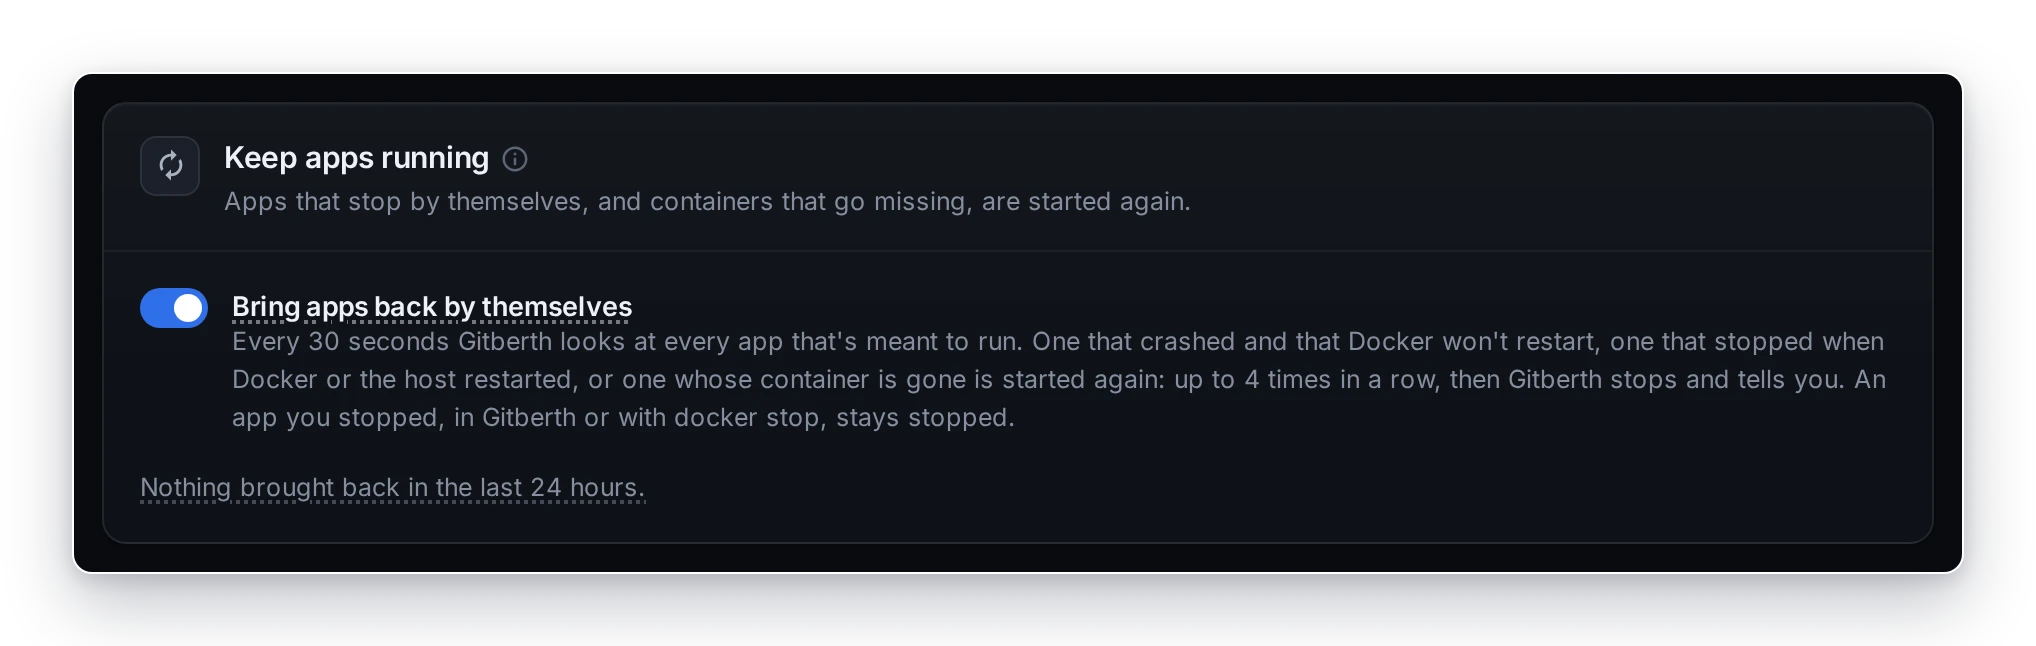 Keep apps running
Apps that stop by themselves, and containers that go missing, are started again.
Bring apps back by themselves
Every 30 seconds Gitberth looks at every app that's meant to run. One that crashed and that Docker won't restart, one that stopped when
Docker or the host restarted, or one whose container is gone is started again: up to 4 times in a row, then Gitberth stops and tells you. An
app you stopped, in Gitberth or with docker stop, stays stopped.
Nothing brought back in the last 24 hours.